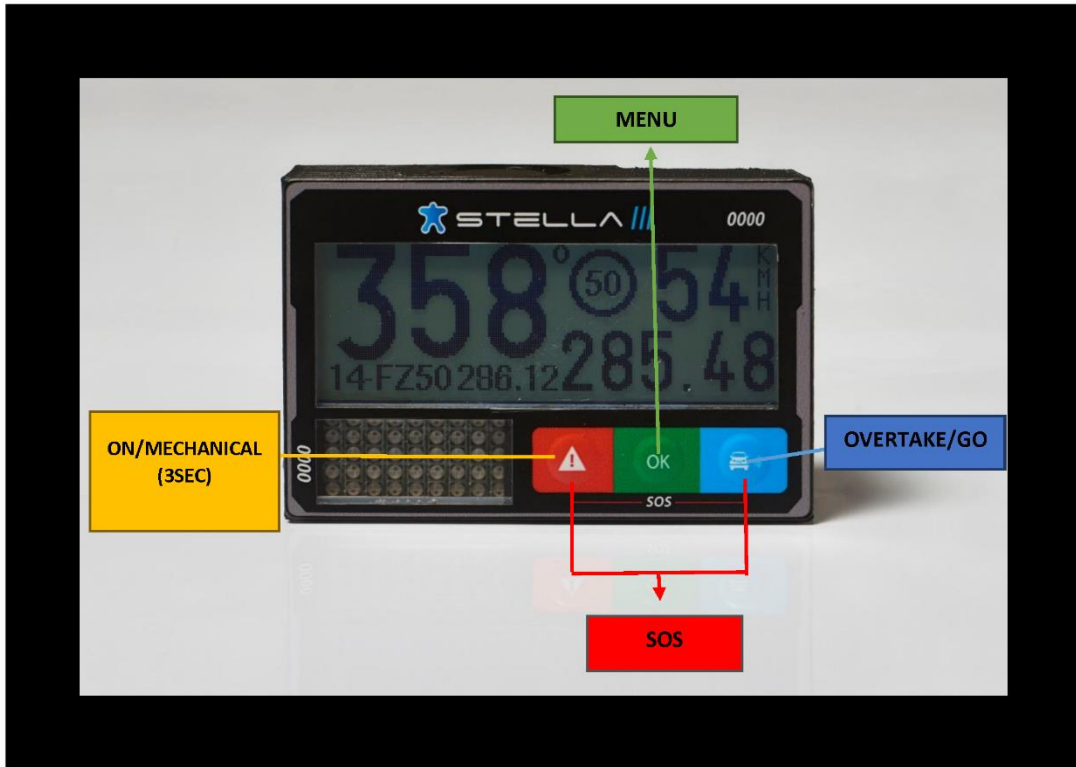 MENU
STELLA III 0000
358° 50 54 KMH
14-FZ50 286.12 285.48
ON/MECHANICAL
(3SEC)
0000
OK
OVERTAKE/GO
SOS
SOS